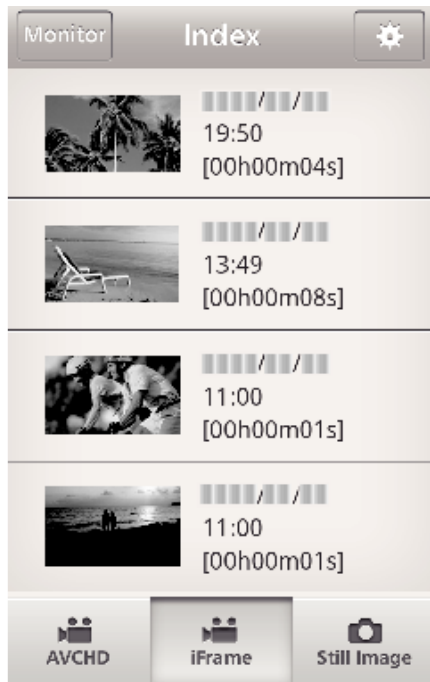 Monitor Index
19:50
[00h00m04s]
13:49
[00h00m08s]
11:00
[00h00m01s]
11:00
[00h00m01s]
AVCHD iFrame Still Image